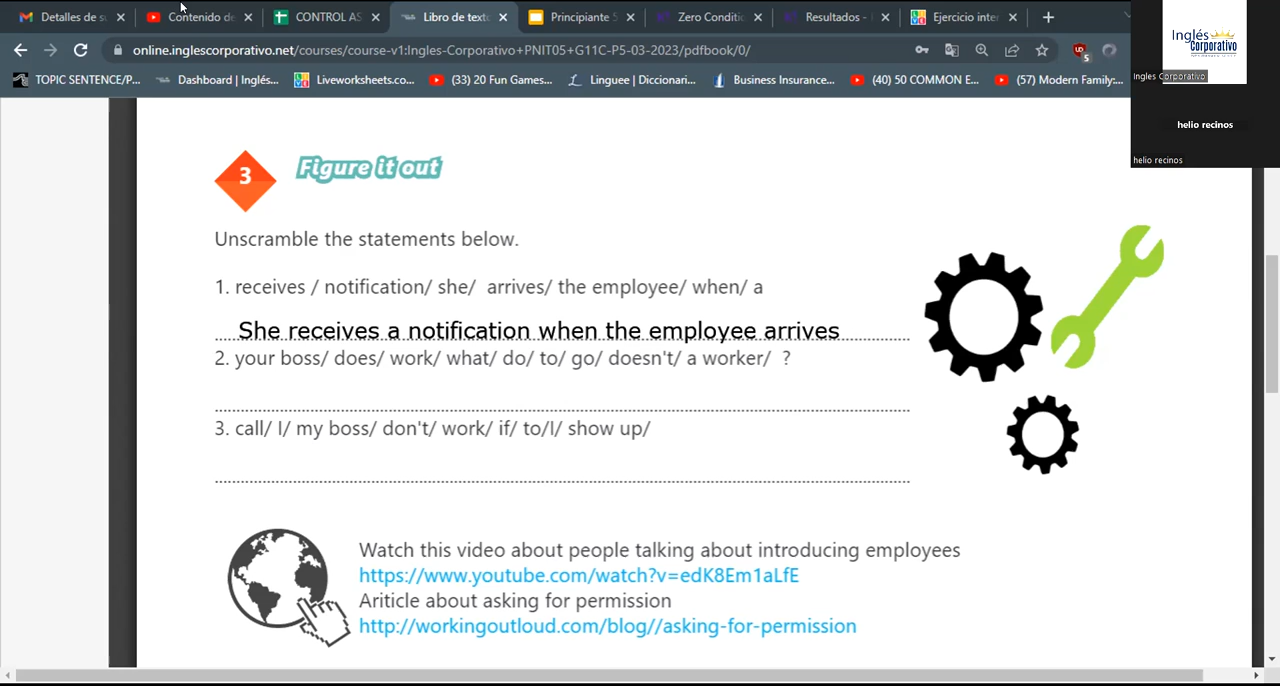 Detalles de su
Contenido de
CONTROL AS
Libro de texto
Principiante 5
Zero Conditio
Resultados -
Ejercicio inter
online.inglescorporativo.net/courses/course-v1:Ingles-Corporativo+PNIT05+G11C-P5-03-2023/pdfbook/0/
5
TOPIC SENTENCE/P...
Dashboard | Inglés...
Liveworksheets.co...
(33) 20 Fun Games...
Linguee | Diccionari...
Business Insurance...
(40) 50 COMMON E...
(57) Modern Family:...
Inglés
Corporativo
Ingles Corporativo
helio recinos
helio recinos
3
Figure it out
Unscramble the statements below.
1. receives / notification/ she/ arrives/ the employee/ when/ a
She receives a notification when the employee arrives
2. your boss/ does/ work/ what/ do/ to/ go/ doesn't/ a worker/ ?
3. call/ I/ my boss/ don't/ work/ if/ to/I/ show up/
Watch this video about people talking about introducing employees
https://www.youtube.com/watch?v=edK8Em1aLfE
Ariticle about asking for permission
http://workingoutloud.com/blog//asking-for-permission